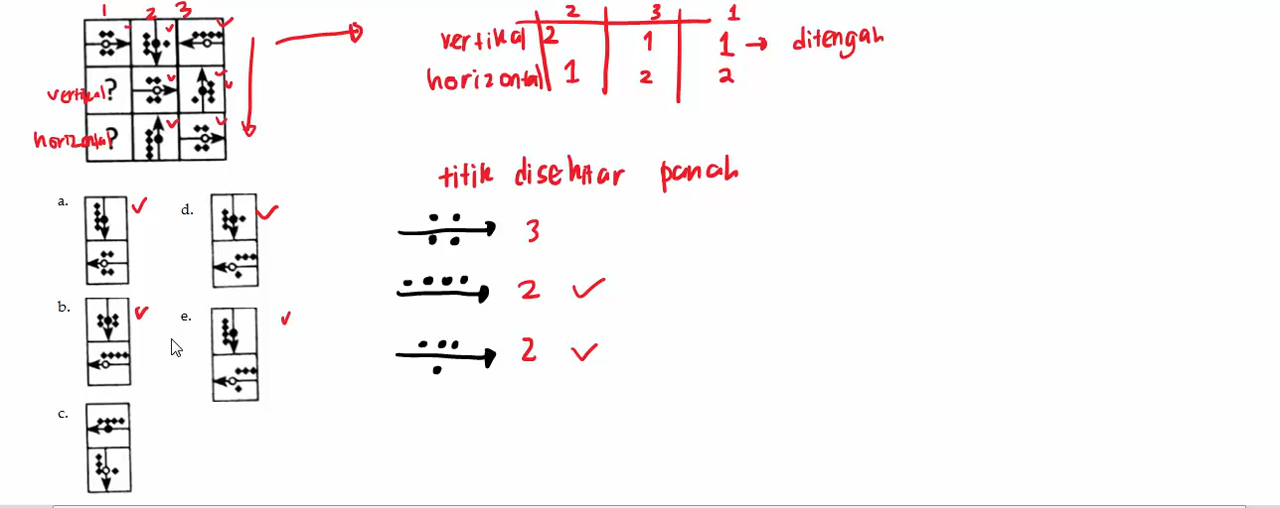 1 2 3
2 3 1
vertikal 2 1 1 → ditengah
horizontal 1 2 2
vertikal ?
horizontal ?
titik disekitar panah
a.
d.
3
2
b.
e.
2
c.